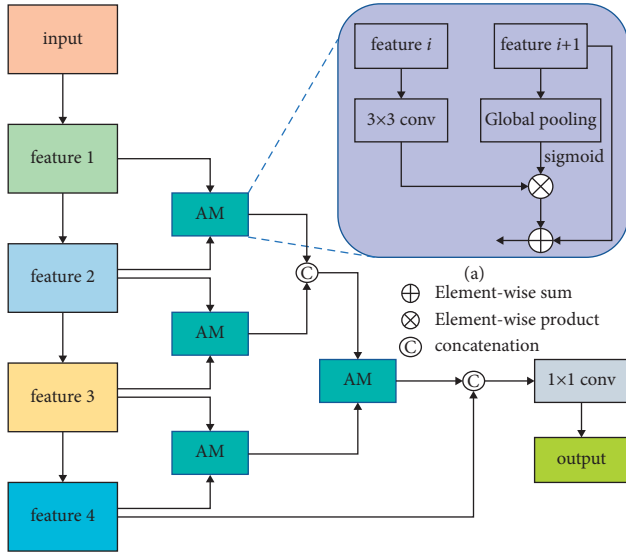 input
feature 1
feature 2
feature 3
feature 4
AM
AM
AM
AM
C
C
1×1 conv
output
feature i
feature i+1
3×3 conv
Global pooling
sigmoid
(a)
Element-wise sum
Element-wise product
C concatenation